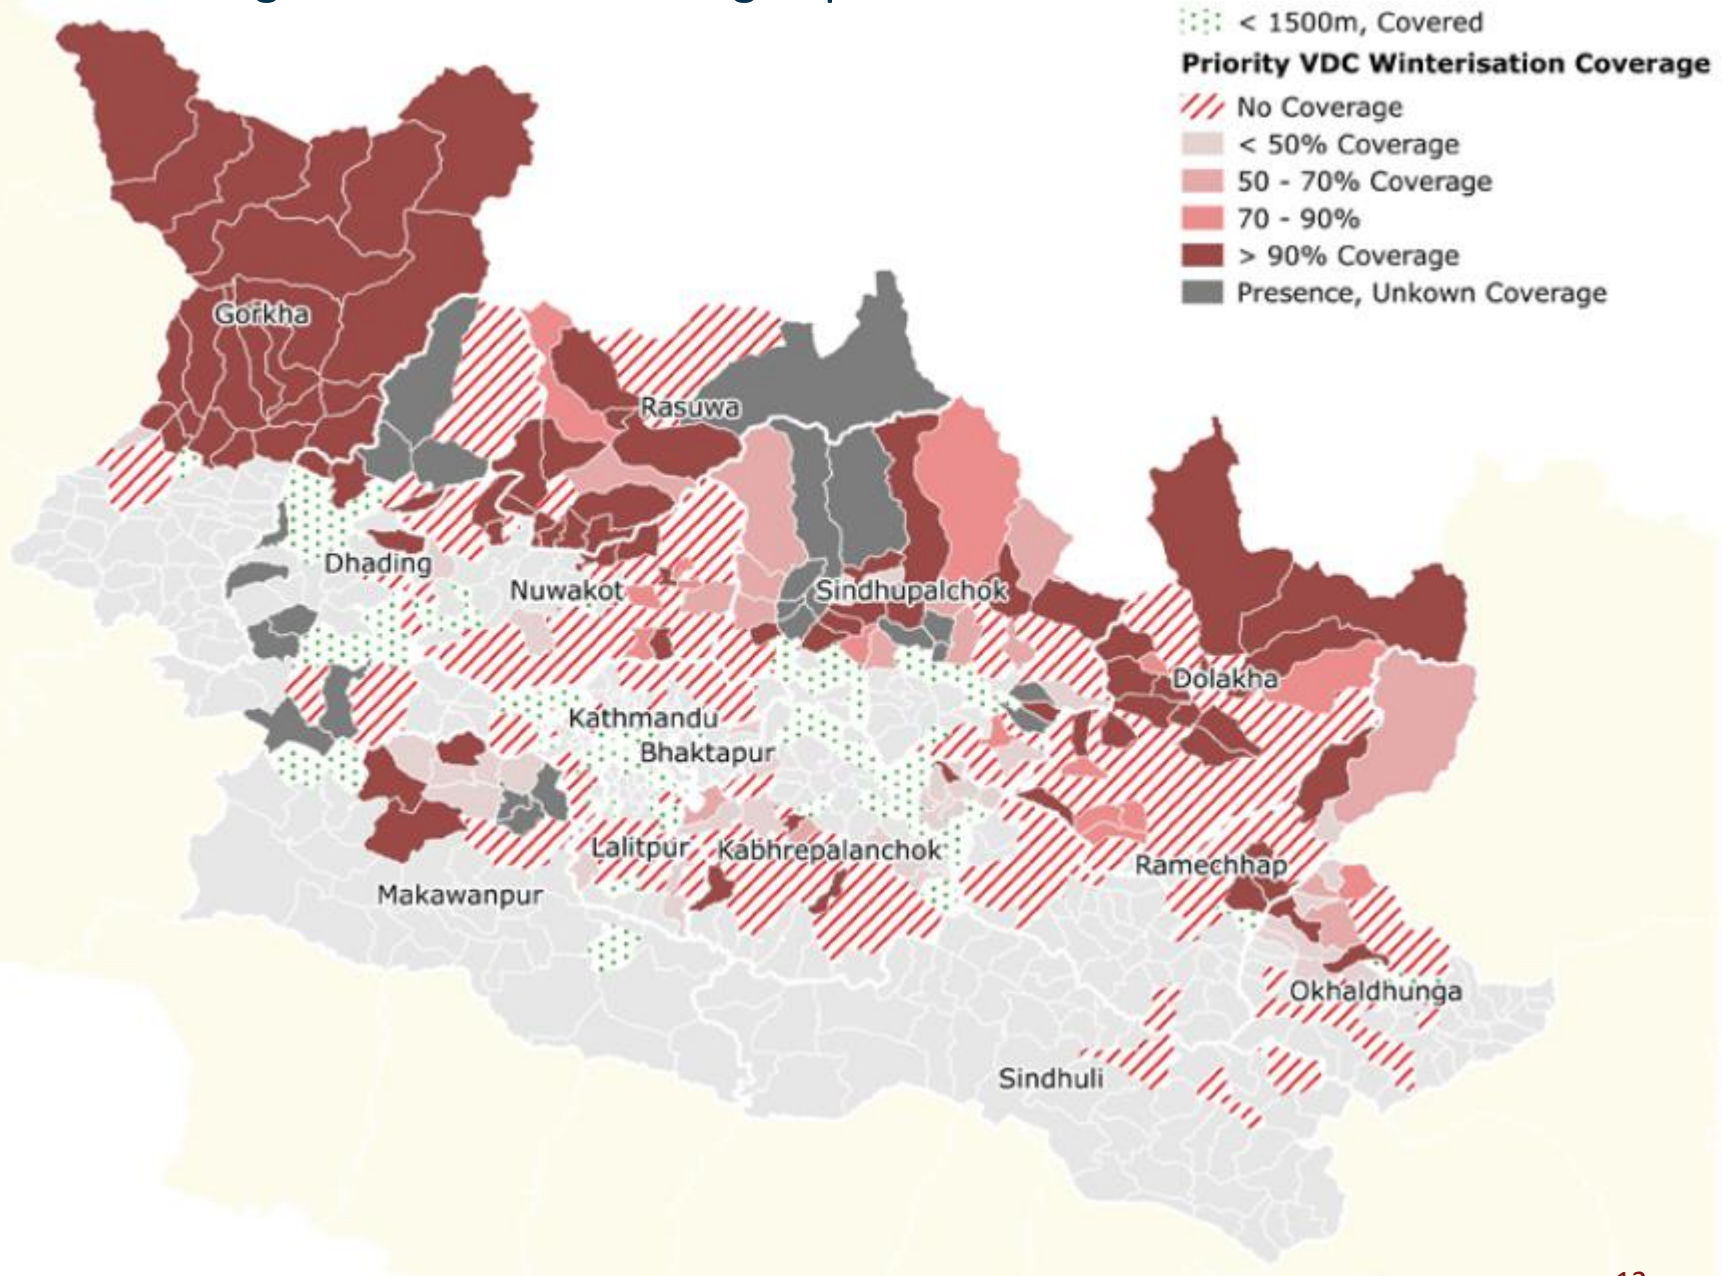 < 1500m, Covered
Priority VDC Winterisation Coverage
No Coverage
< 50% Coverage
50 - 70% Coverage
70 - 90%
> 90% Coverage
Presence, Unkown Coverage
Gorkha
Rasuwa
Dhading
Nuwakot
Sindhupalchok
Dolakha
Kathmandu
Bhaktapur
Lalitpur
Kabhrepalanchok
Ramechhap
Makawanpur
Okhaldhunga
Sindhuli